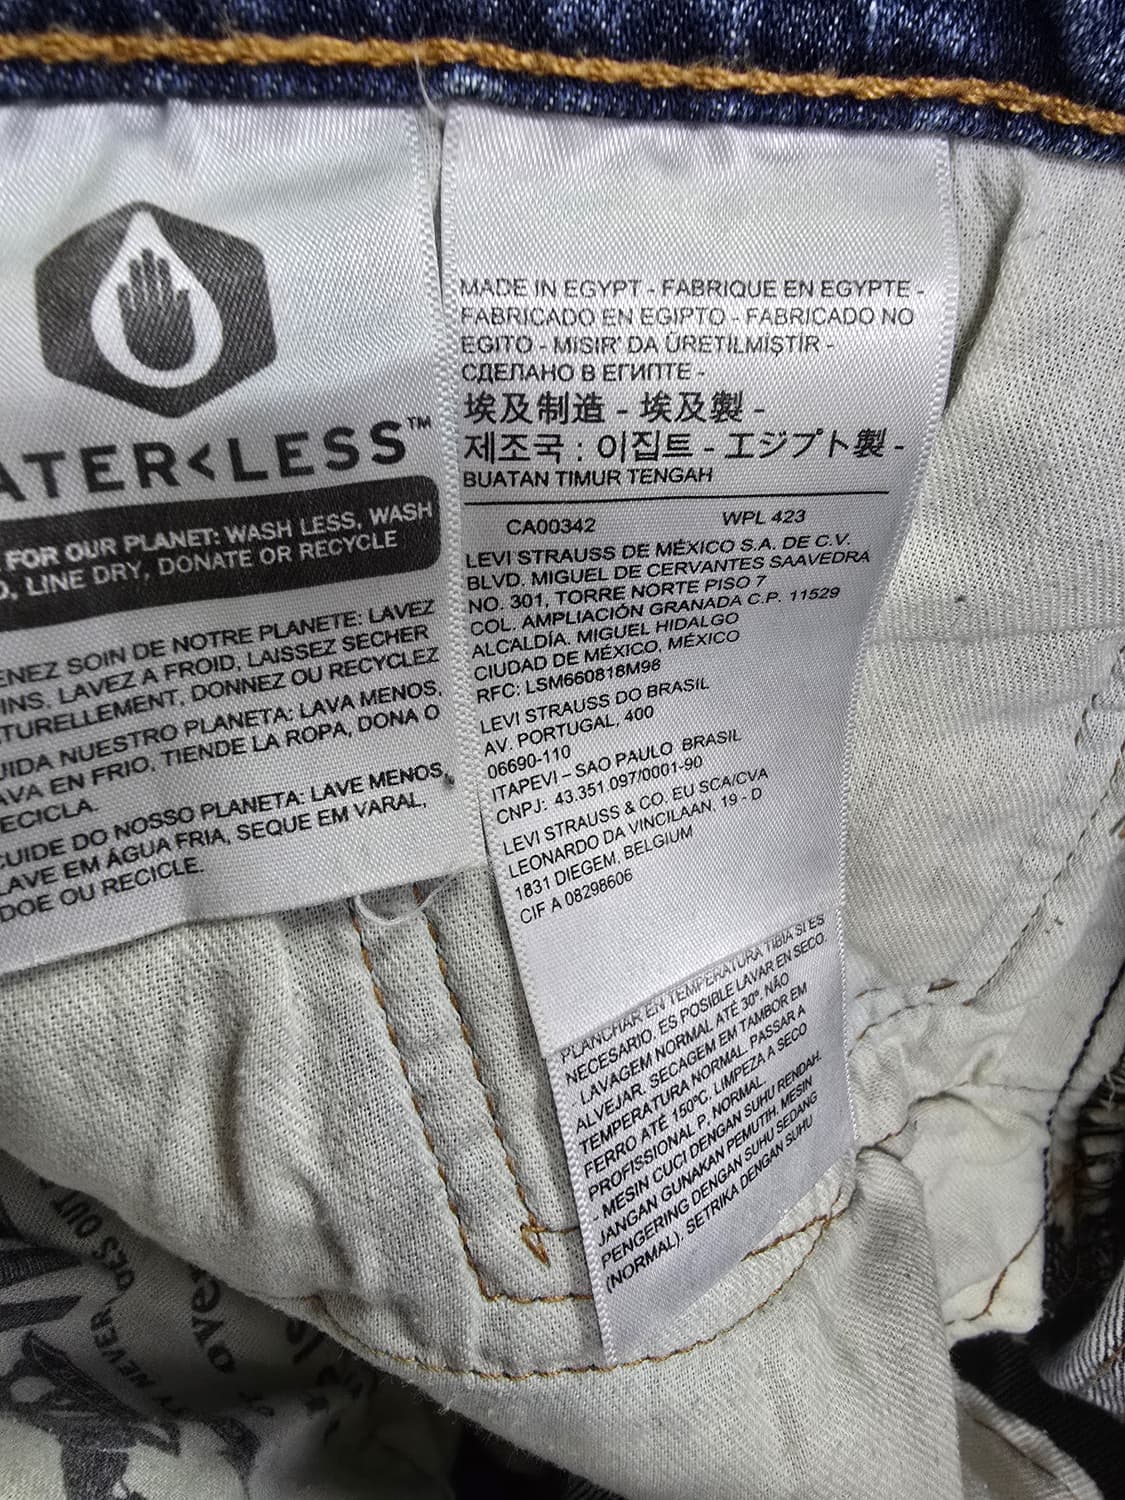 ATER<LESS™
FOR OUR PLANET: WASH LESS, WASH
, LINE DRY, DONATE OR RECYCLE
ENEZ SOIN DE NOTRE PLANETE: LAVEZ
INS, LAVEZ A FROID, LAISSEZ SECHER
TURELLEMENT, DONNEZ OU RECYCLEZ
UIDA NUESTRO PLANETA: LAVA MENOS,
AVA EN FRIO, TIENDE LA ROPA, DONA O
ECICLA.
CUIDE DO NOSSO PLANETA: LAVE MENOS,
LAVE EM ÁGUA FRIA, SEQUE EM VARAL,
DOE OU RECICLE.
MADE IN EGYPT - FABRIQUE EN EGYPTE -
FABRICADO EN EGIPTO - FABRICADO NO
EGITO - MISIR' DA ÜRETİLMİŞTİR -
СДЕЛАНО В ЕГИПТЕ -
埃及制造 - 埃及製 -
제조국 : 이집트 - エジプト製 -
BUATAN TIMUR TENGAH
CA00342 WPL 423
LEVI STRAUSS DE MÉXICO S.A. DE C.V.
BLVD. MIGUEL DE CERVANTES SAAVEDRA
NO. 301, TORRE NORTE PISO 7
COL. AMPLIACIÓN GRANADA C.P. 11529
ALCALDÍA. MIGUEL HIDALGO
CIUDAD DE MÉXICO, MÉXICO
RFC: LSM660818M98
LEVI STRAUSS DO BRASIL
AV. PORTUGAL, 400
06690-110
ITAPEVI – SAO PAULO BRASIL
CNPJ: 43.351.097/0001-90
LEVI STRAUSS & CO. EU SCA/CVA
LEONARDO DA VINCILAAN, 19 - D
1831 DIEGEM, BELGIUM
CIF A 08298606
PLANCHAR EN TEMPERATURA TIBIA SI ES
NECESARIO. ES POSIBLE LAVAR EN SECO.
LAVAGEM NORMAL ATÉ 30º. NÃO
ALVEJAR. SECAGEM EM TAMBOR EM
TEMPERATURA NORMAL. PASSAR A
FERRO ATÉ 150ºC. LIMPEZA A SECO
PROFISSIONAL P. NORMAL.
- MESIN CUCI DENGAN SUHU RENDAH.
JANGAN GUNAKAN PEMUTIH. MESIN
PENGERING DENGAN SUHU SEDANG
(NORMAL). SETRIKA DENGAN SUHU
NEVER GOES OUT